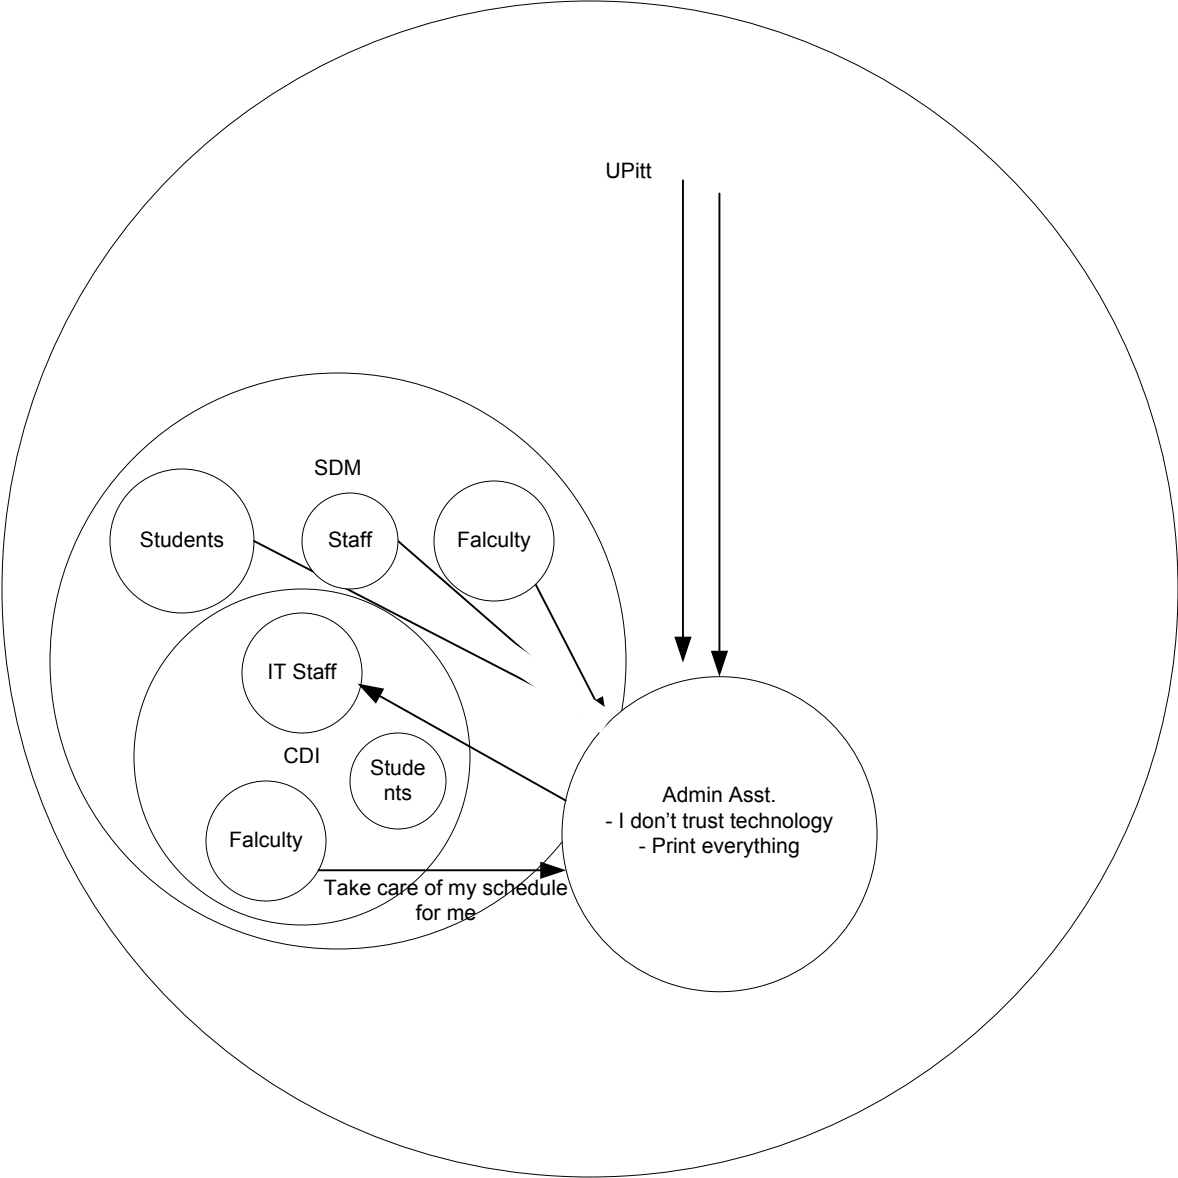 UPitt
SDM
Students
Staff
Falculty
IT Staff
CDI
Stude
nts
Falculty
Take care of my schedule
for me
Admin Asst.
- I don't trust technology
- Print everything